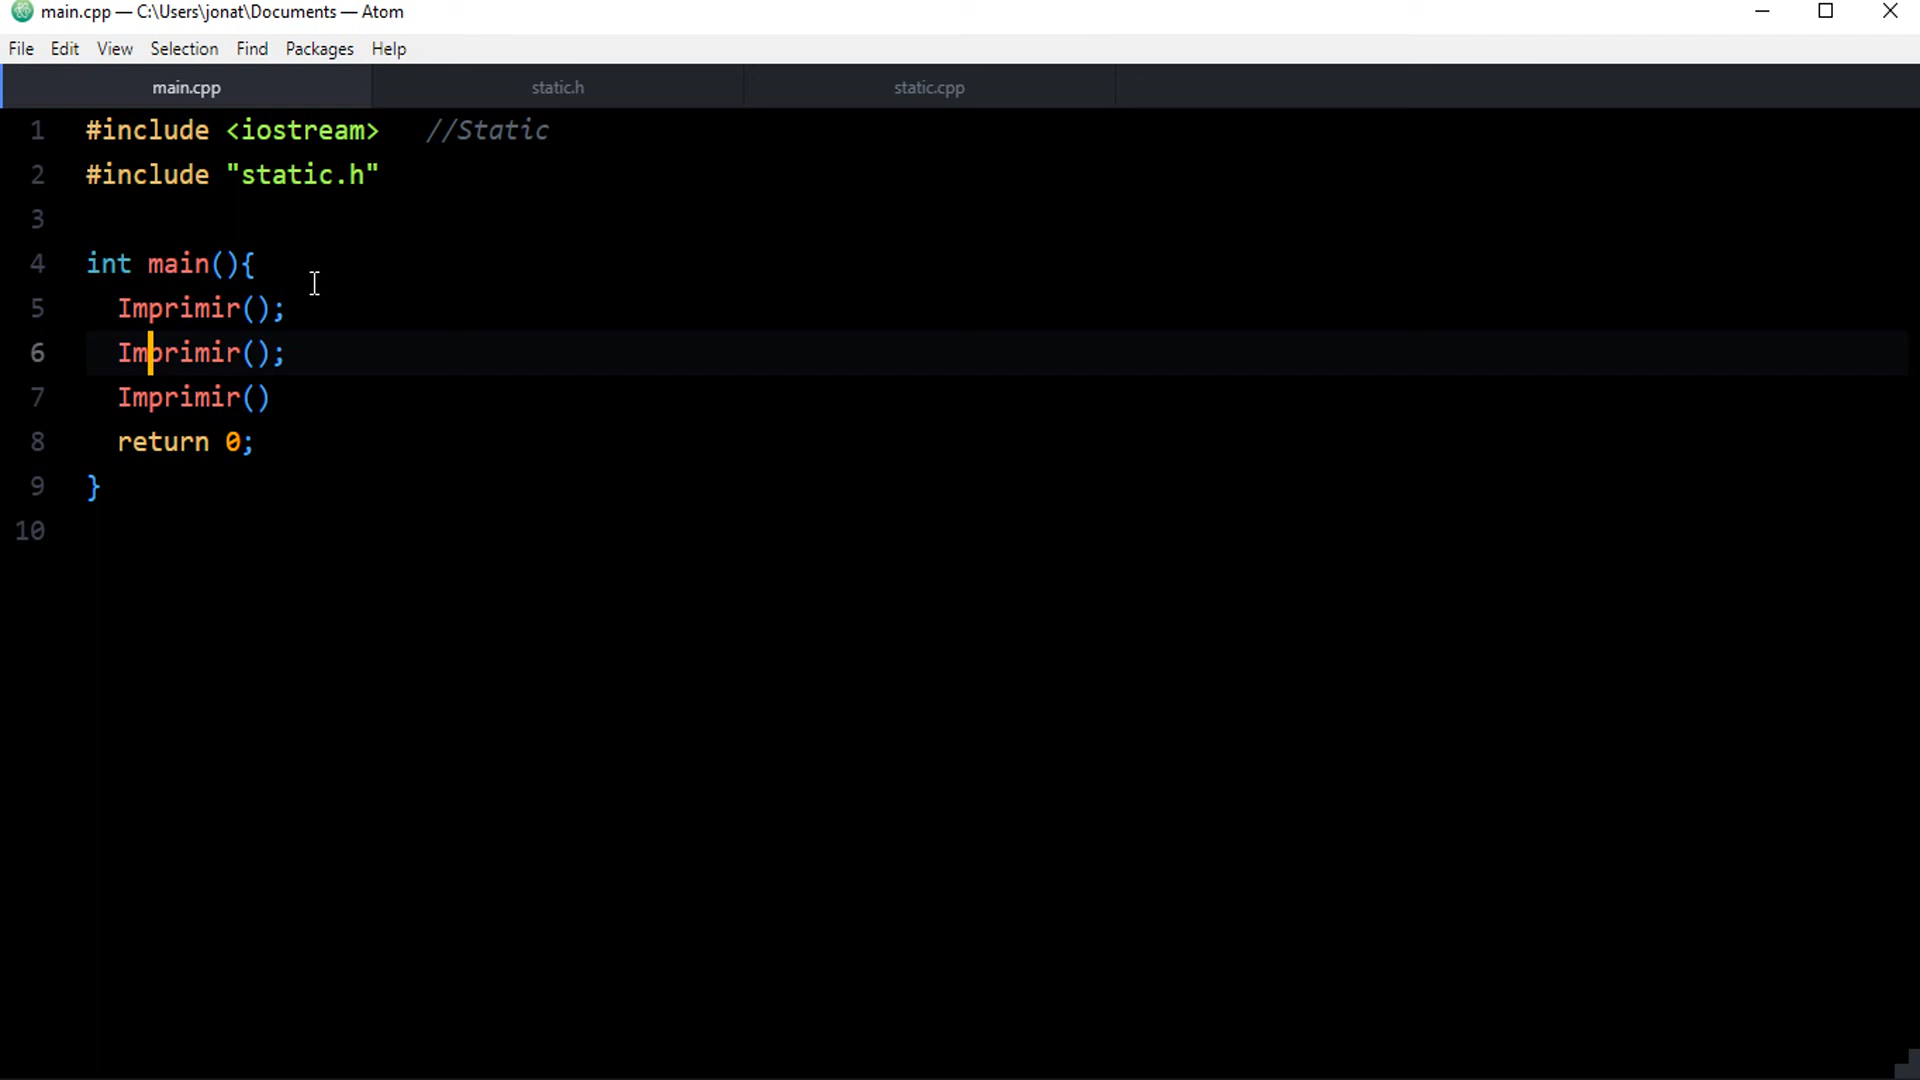 main.cpp — C:\Users\jonat\Documents — Atom
File Edit View Selection Find Packages Help
main.cpp static.h static.cpp
1 #include <iostream> //Static
2 #include "static.h"
3
4 int main(){
5 Imprimir();
6 Imprimir();
7 Imprimir()
8 return 0;
9 }
10